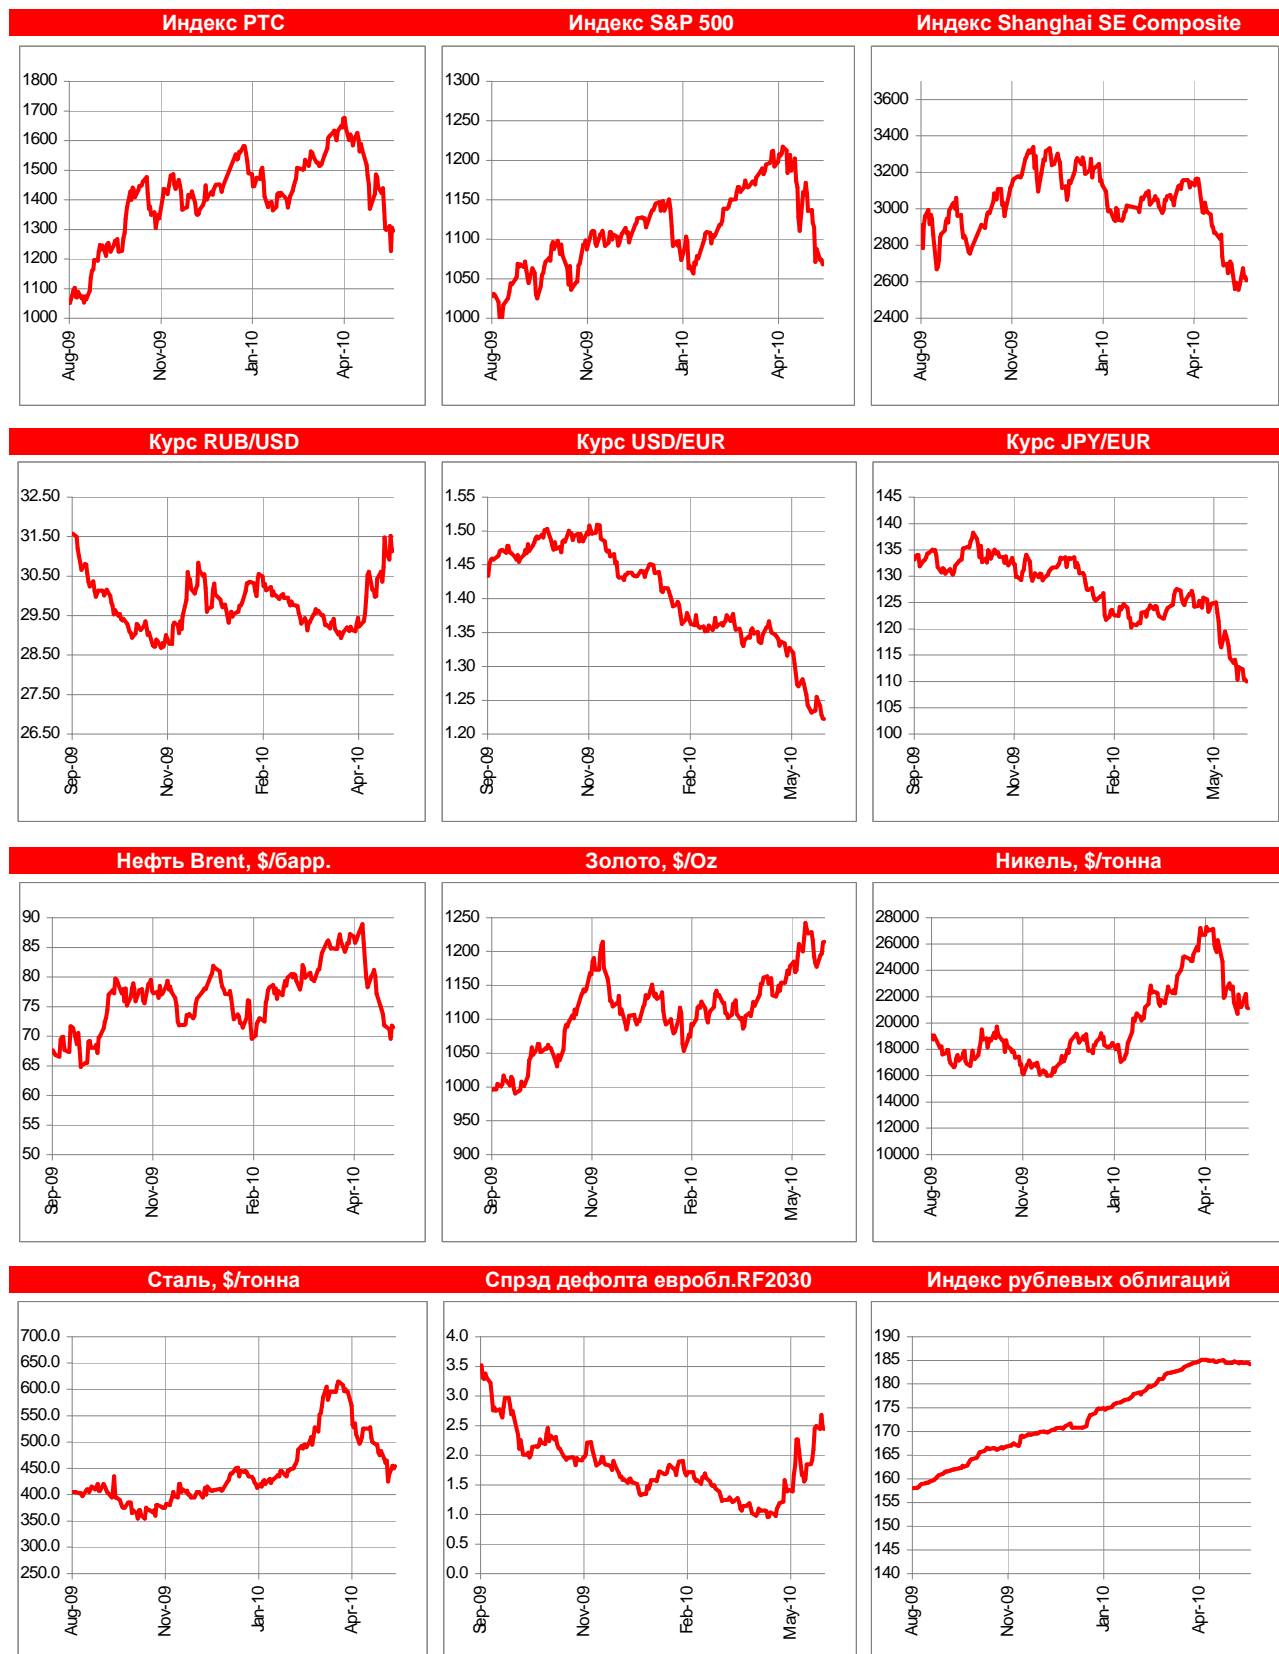 Индекс РТС
1800
1700
1600
1500
1400
1300
1200
1100
1000
Aug-09
Nov-09
Jan-10
Apr-10
Индекс S&P 500
1300
1250
1200
1150
1100
1050
1000
Aug-09
Nov-09
Jan-10
Apr-10
Индекс Shanghai SE Composite
3600
3400
3200
3000
2800
2600
2400
Aug-09
Nov-09
Jan-10
Apr-10
Курс RUB/USD
32.50
31.50
30.50
29.50
28.50
27.50
26.50
Sep-09
Nov-09
Feb-10
Apr-10
Курс USD/EUR
1.55
1.50
1.45
1.40
1.35
1.30
1.25
1.20
Sep-09
Nov-09
Feb-10
May-10
Курс JPY/EUR
145
140
135
130
125
120
115
110
105
100
Sep-09
Nov-09
Feb-10
May-10
Нефть Brent, $/барр.
90
85
80
75
70
65
60
55
50
Sep-09
Nov-09
Feb-10
Apr-10
Золото, $/Oz
1250
1200
1150
1100
1050
1000
950
900
Sep-09
Nov-09
Feb-10
May-10
Никель, $/тонна
28000
26000
24000
22000
20000
18000
16000
14000
12000
10000
Aug-09
Nov-09
Jan-10
Apr-10
Сталь, $/тонна
700.0
650.0
600.0
550.0
500.0
450.0
400.0
350.0
300.0
250.0
Aug-09
Nov-09
Jan-10
Apr-10
Спрэд дефолта евробл.RF2030
4.0
3.5
3.0
2.5
2.0
1.5
1.0
0.5
0.0
Sep-09
Nov-09
Feb-10
May-10
Индекс рублевых облигаций
190
185
180
175
170
165
160
155
150
145
140
Aug-09
Nov-09
Jan-10
Apr-10